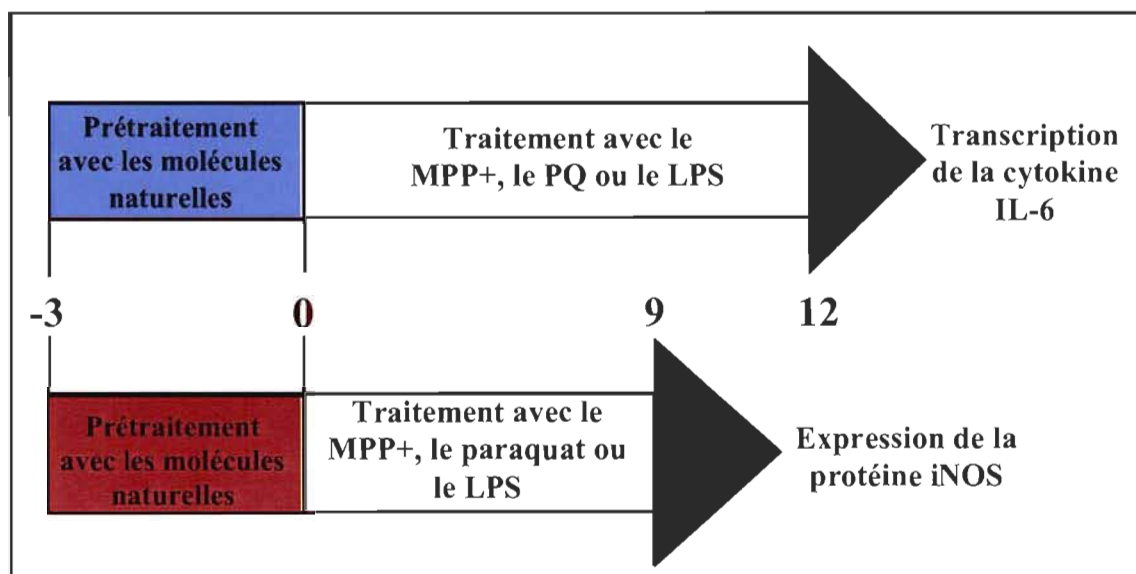 Prétraitement
avec les molécules
naturelles
Traitement avec le
MPP+, le PQ ou le LPS
Transcription
de la cytokine
IL-6
-3 0 9 12
Prétraitement
avec les molécules
naturelles
Traitement avec le
MPP+, le paraquat ou
le LPS
Expression de la
protéine iNOS